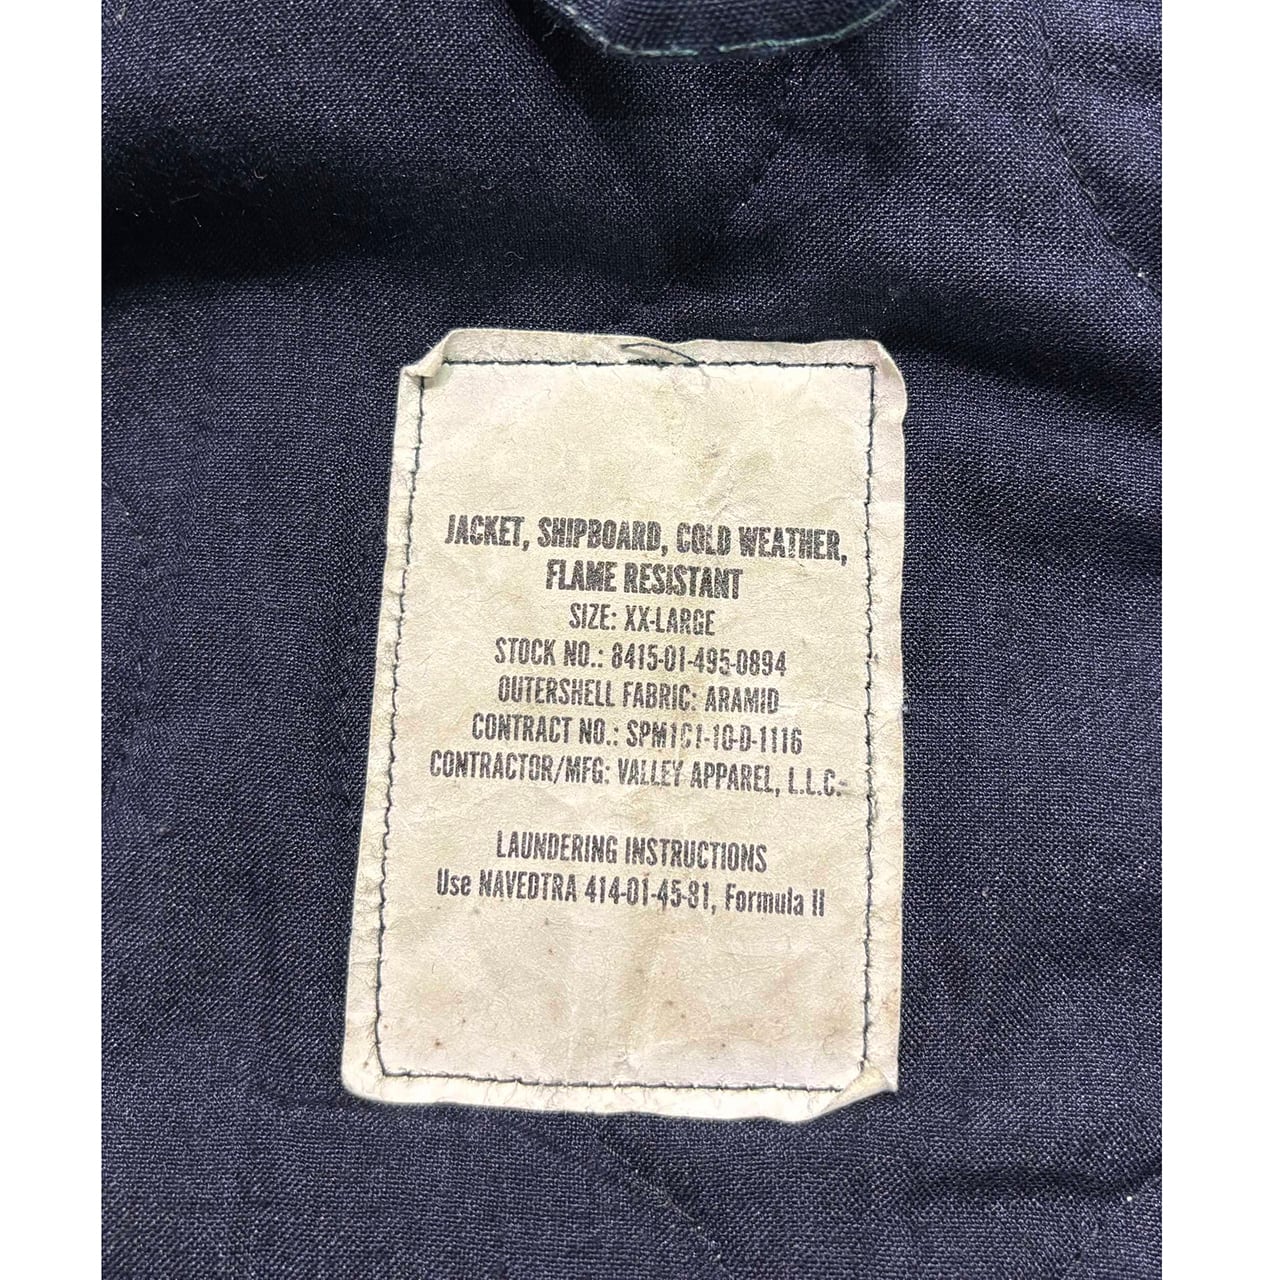 JACKET, SHIPBOARD, COLD WEATHER,
FLAME RESISTANT
SIZE: XX-LARGE
STOCK NO.: 8415-01-495-0894
OUTERSHELL FABRIC: ARAMID
CONTRACT NO.: SPM1C1-10-D-1116
CONTRACTOR/MFG: VALLEY APPAREL, L.L.C.
LAUNDERING INSTRUCTIONS
Use NAVEDTRA 414-01-45-81, Formula II